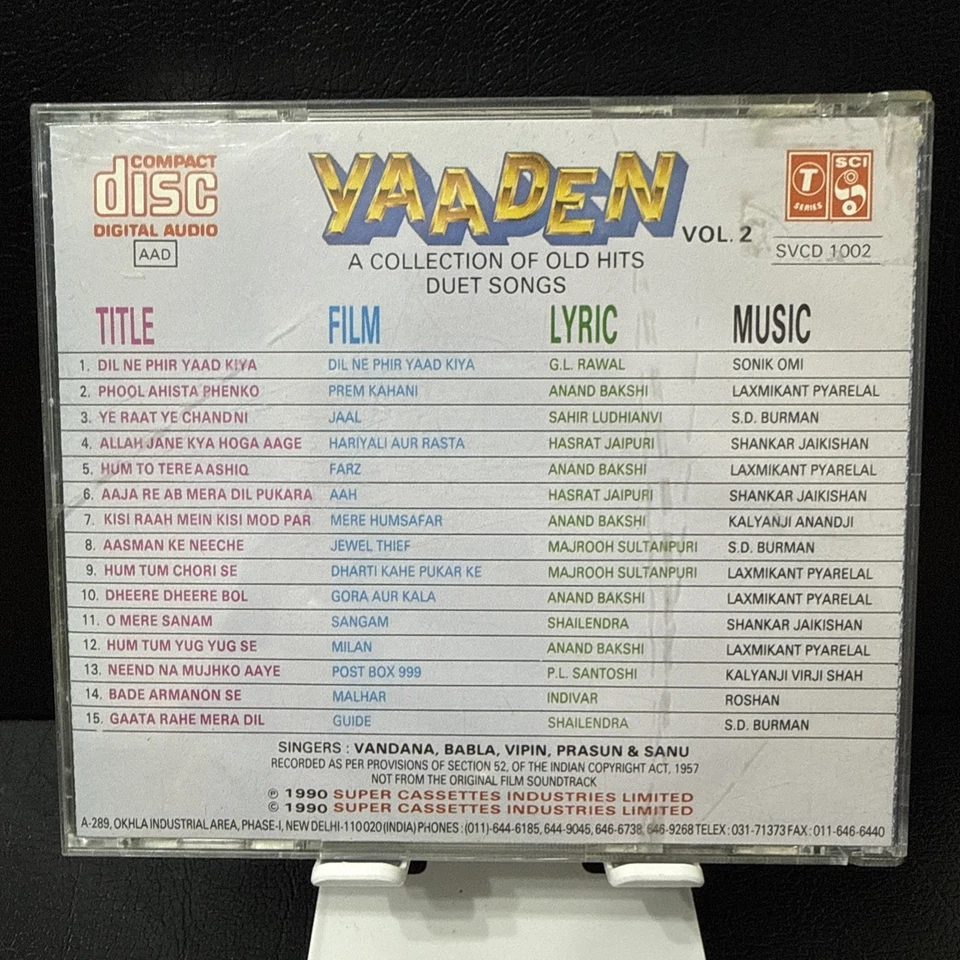 COMPACT
disc
DIGITAL AUDIO
AAD
YAADEN
VOL. 2
A COLLECTION OF OLD HITS
DUET SONGS
T
SERIES
SCI
SVCD 1002
TITLE FILM LYRIC MUSIC
1. DIL NE PHIR YAAD KIYA DIL NE PHIR YAAD KIYA G.L. RAWAL SONIK OMI
2. PHOOL AHISTA PHENKO PREM KAHANI ANAND BAKSHI LAXMIKANT PYARELAL
3. YE RAAT YE CHANDNI JAAL SAHIR LUDHIANVI S.D. BURMAN
4. ALLAH JANE KYA HOGA AAGE HARIYALI AUR RASTA HASRAT JAIPURI SHANKAR JAIKISHAN
5. HUM TO TERE AASHIQ FARZ ANAND BAKSHI LAXMIKANT PYARELAL
6. AAJA RE AB MERA DIL PUKARA AAH HASRAT JAIPURI SHANKAR JAIKISHAN
7. KISI RAAH MEIN KISI MOD PAR MERE HUMSAFAR ANAND BAKSHI KALYANJI ANANDJI
8. AASMAN KE NEECHE JEWEL THIEF MAJROOH SULTANPURI S.D. BURMAN
9. HUM TUM CHORI SE DHARTI KAHE PUKAR KE MAJROOH SULTANPURI LAXMIKANT PYARELAL
10. DHEERE DHEERE BOL GORA AUR KALA ANAND BAKSHI LAXMIKANT PYARELAL
11. O MERE SANAM SANGAM SHAILENDRA SHANKAR JAIKISHAN
12. HUM TUM YUG YUG SE MILAN ANAND BAKSHI LAXMIKANT PYARELAL
13. NEEND NA MUJHKO AAYE POST BOX 999 P.L. SANTOSHI KALYANJI VIRJI SHAH
14. BADE ARMANON SE MALHAR INDIVAR ROSHAN
15. GAATA RAHE MERA DIL GUIDE SHAILENDRA S.D. BURMAN
SINGERS : VANDANA, BABLA, VIPIN, PRASUN & SANU
RECORDED AS PER PROVISIONS OF SECTION 52, OF THE INDIAN COPYRIGHT ACT, 1957
NOT FROM THE ORIGINAL FILM SOUNDTRACK
℗ 1990 SUPER CASSETTES INDUSTRIES LIMITED
© 1990 SUPER CASSETTES INDUSTRIES LIMITED
A-289, OKHLA INDUSTRIAL AREA, PHASE-I, NEW DELHI-110020 (INDIA) PHONES : (011)-644-6185, 644-9045, 646-6738, 646-9268 TELEX : 031-71373 FAX : 011-646-6440